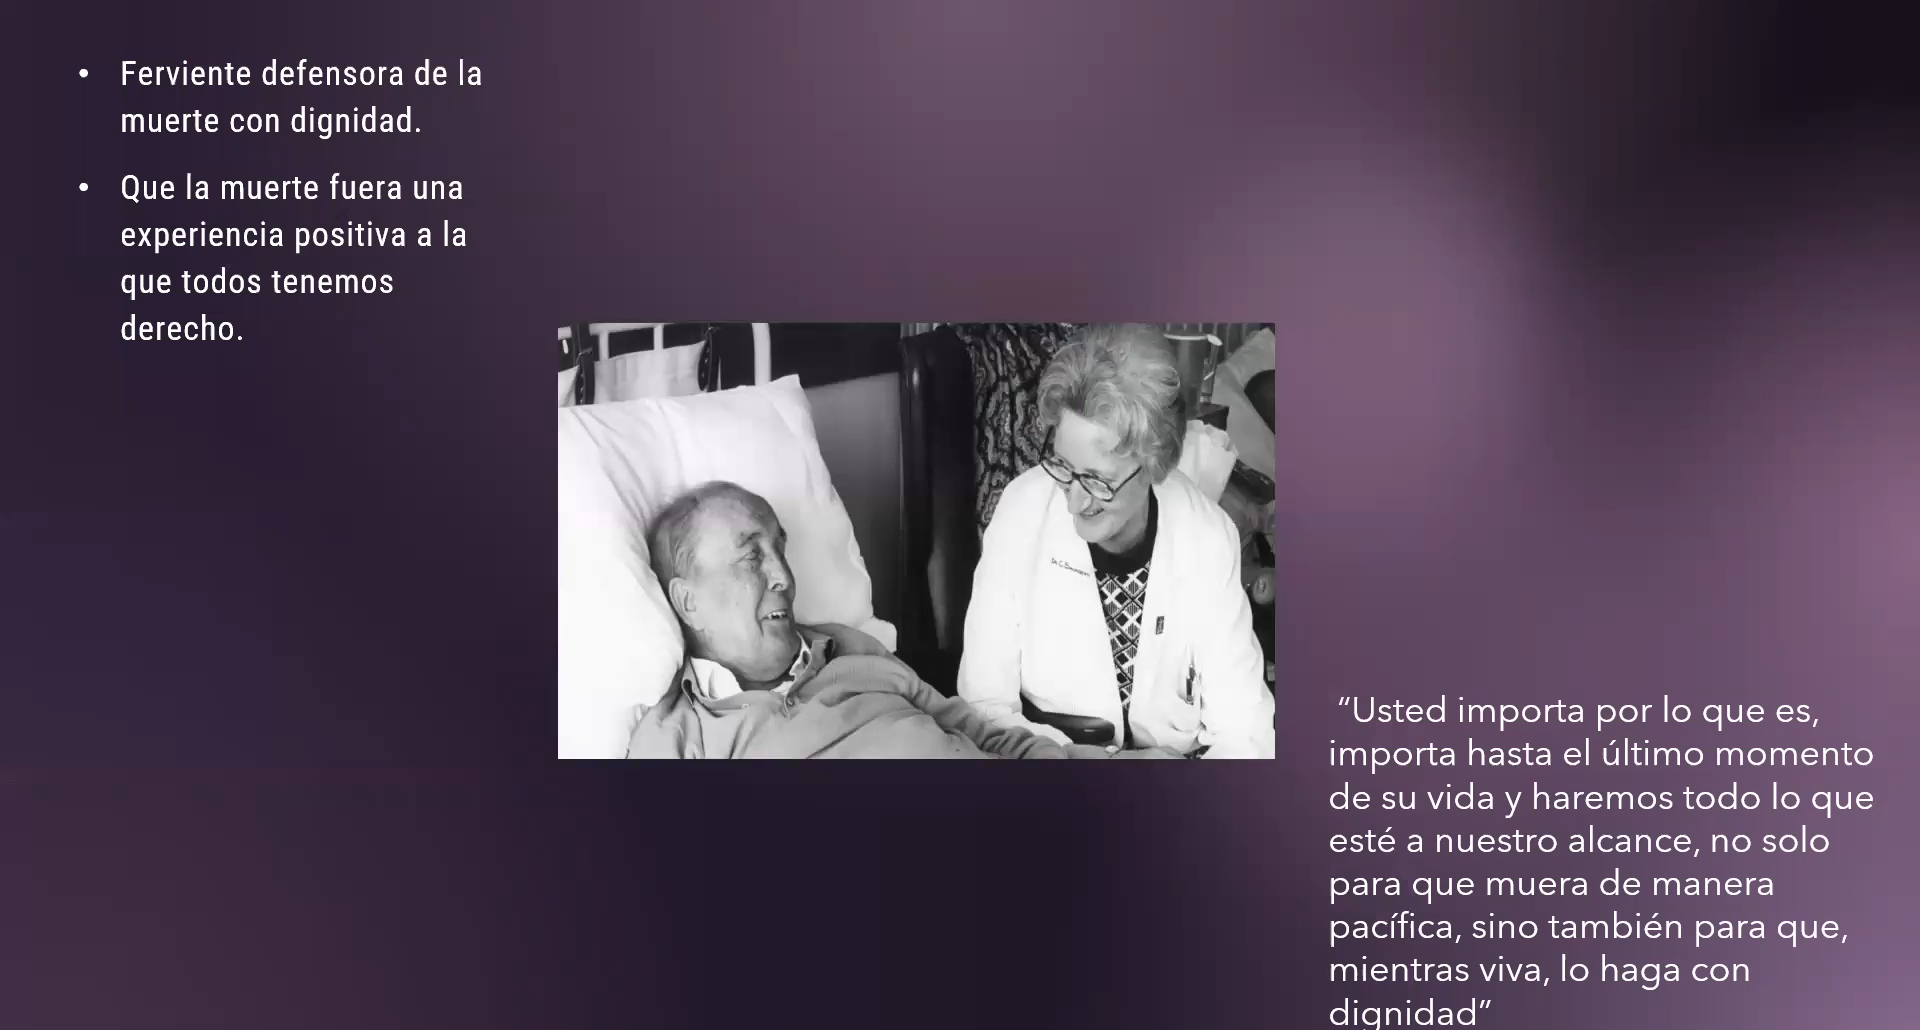 • Ferviente defensora de la
muerte con dignidad.
• Que la muerte fuera una
experiencia positiva a la
que todos tenemos
derecho.
Dr C Saunders
“Usted importa por lo que es,
importa hasta el último momento
de su vida y haremos todo lo que
esté a nuestro alcance, no solo
para que muera de manera
pacífica, sino también para que,
mientras viva, lo haga con
dignidad”